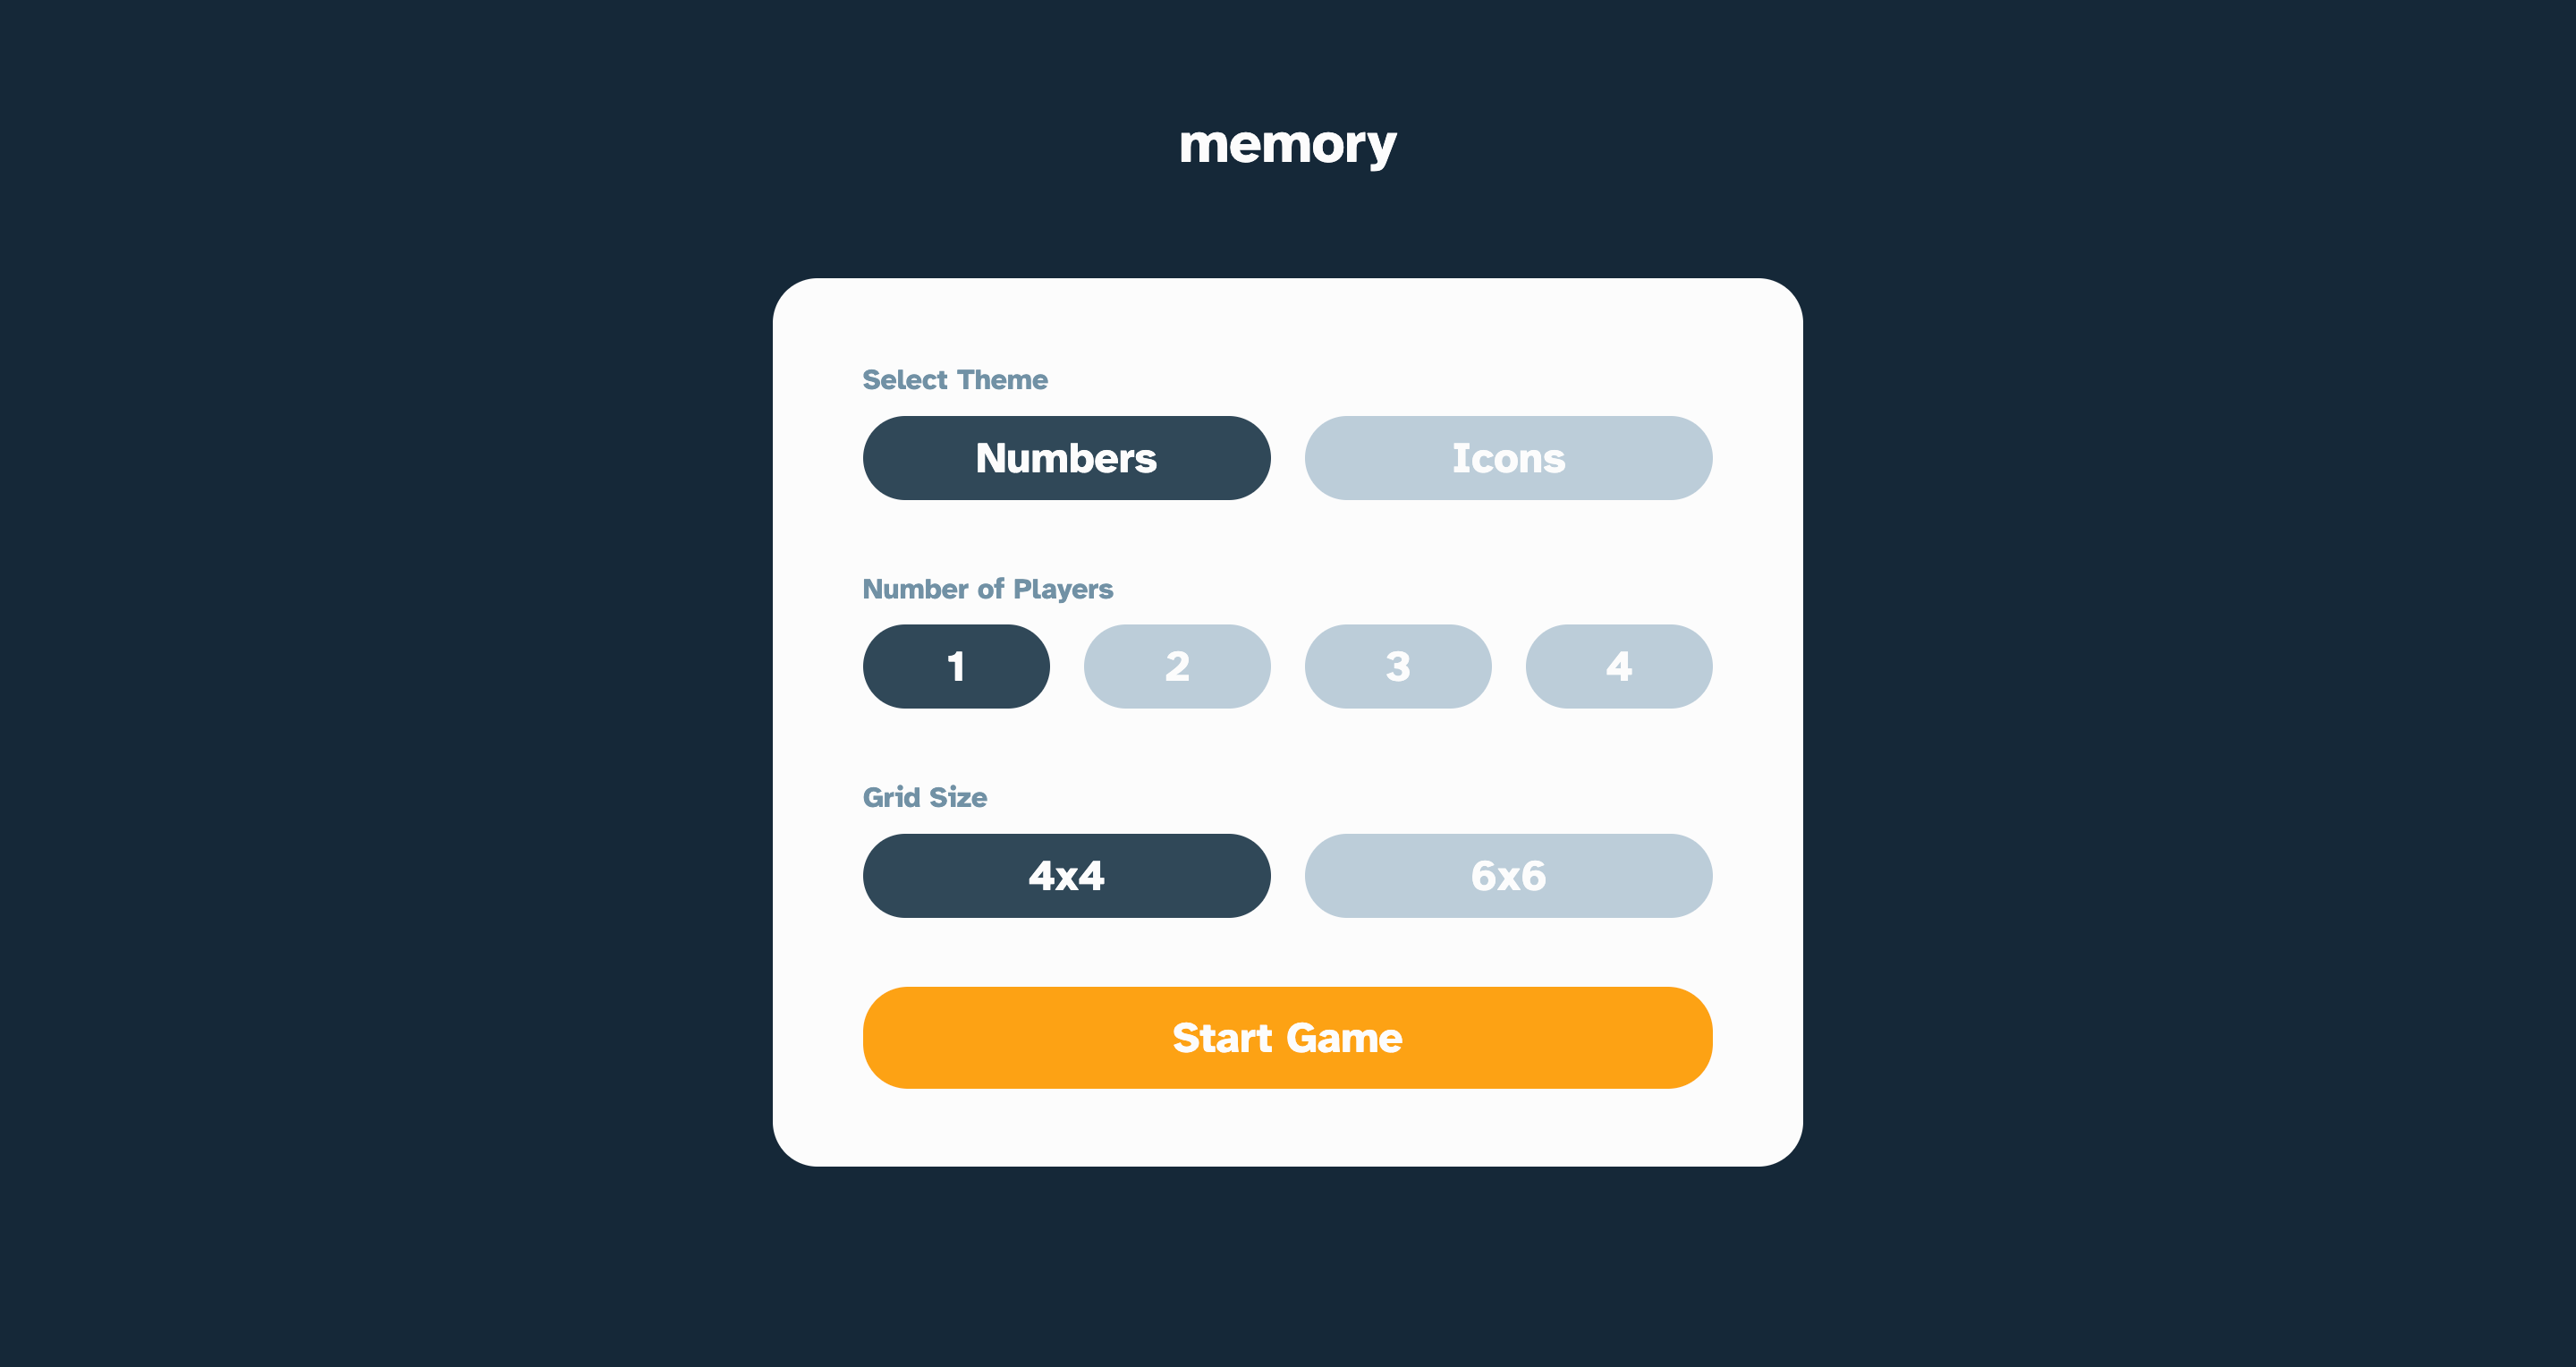 memory
Select Theme
Numbers Icons
Number of Players
1 2 3 4
Grid Size
4x4 6x6
Start Game